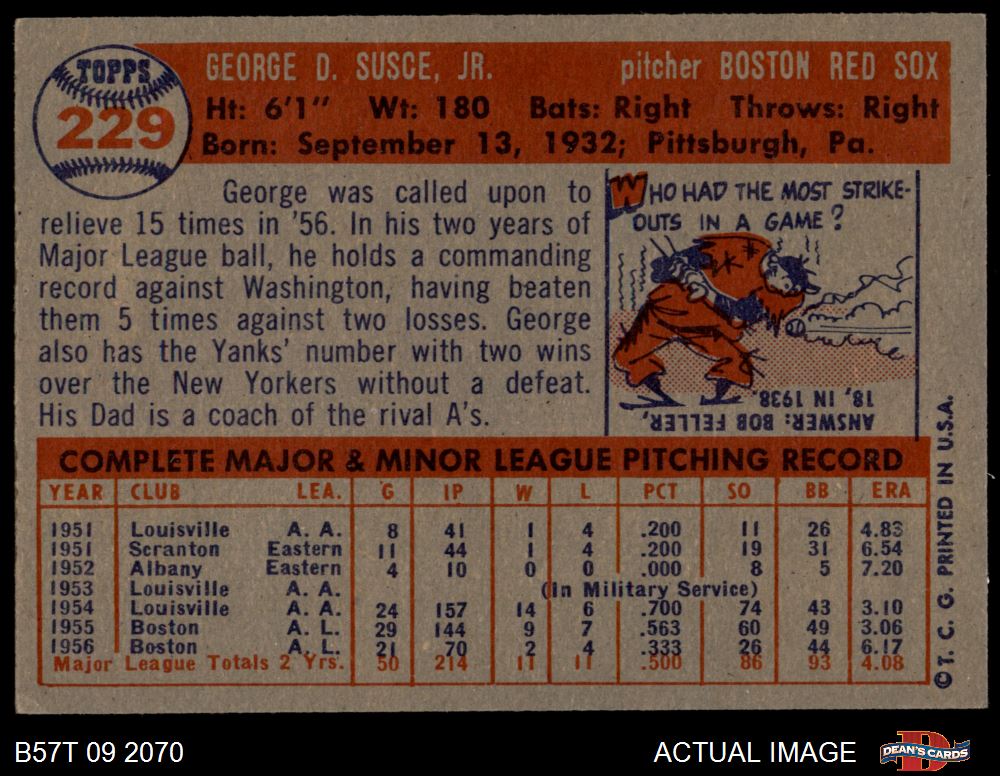 TOPPS
229
GEORGE D. SUSCE, JR. pitcher BOSTON RED SOX
Ht: 6'1" Wt: 180 Bats: Right Throws: Right
Born: September 13, 1932; Pittsburgh, Pa.
George was called upon to
relieve 15 times in '56. In his two years of
Major League ball, he holds a commanding
record against Washington, having beaten
them 5 times against two losses. George
also has the Yanks' number with two wins
over the New Yorkers without a defeat.
His Dad is a coach of the rival A's.
WHO HAD THE MOST STRIKE-
OUTS IN A GAME?
ANSWER: BOB FELLER,
18, IN 1938
COMPLETE MAJOR & MINOR LEAGUE PITCHING RECORD
YEAR CLUB LEA. G IP W L PCT SO BB ERA
1951 Louisville A. A. 8 41 1 4 .200 11 26 4.83
1951 Scranton Eastern 11 44 1 4 .200 19 31 6.54
1952 Albany Eastern 4 10 0 0 .000 8 5 7.20
1953 Louisville A. A. (In Military Service)
1954 Louisville A. A. 24 157 14 6 .700 74 43 3.10
1955 Boston A. L. 29 144 9 7 .563 60 49 3.06
1956 Boston A. L. 21 70 2 4 .333 26 44 6.17
Major League Totals 2 Yrs. 50 214 11 11 .500 86 93 4.08
© T. C. G. PRINTED IN U.S.A.
B57T 09 2070
ACTUAL IMAGE
DEAN'S CARDS